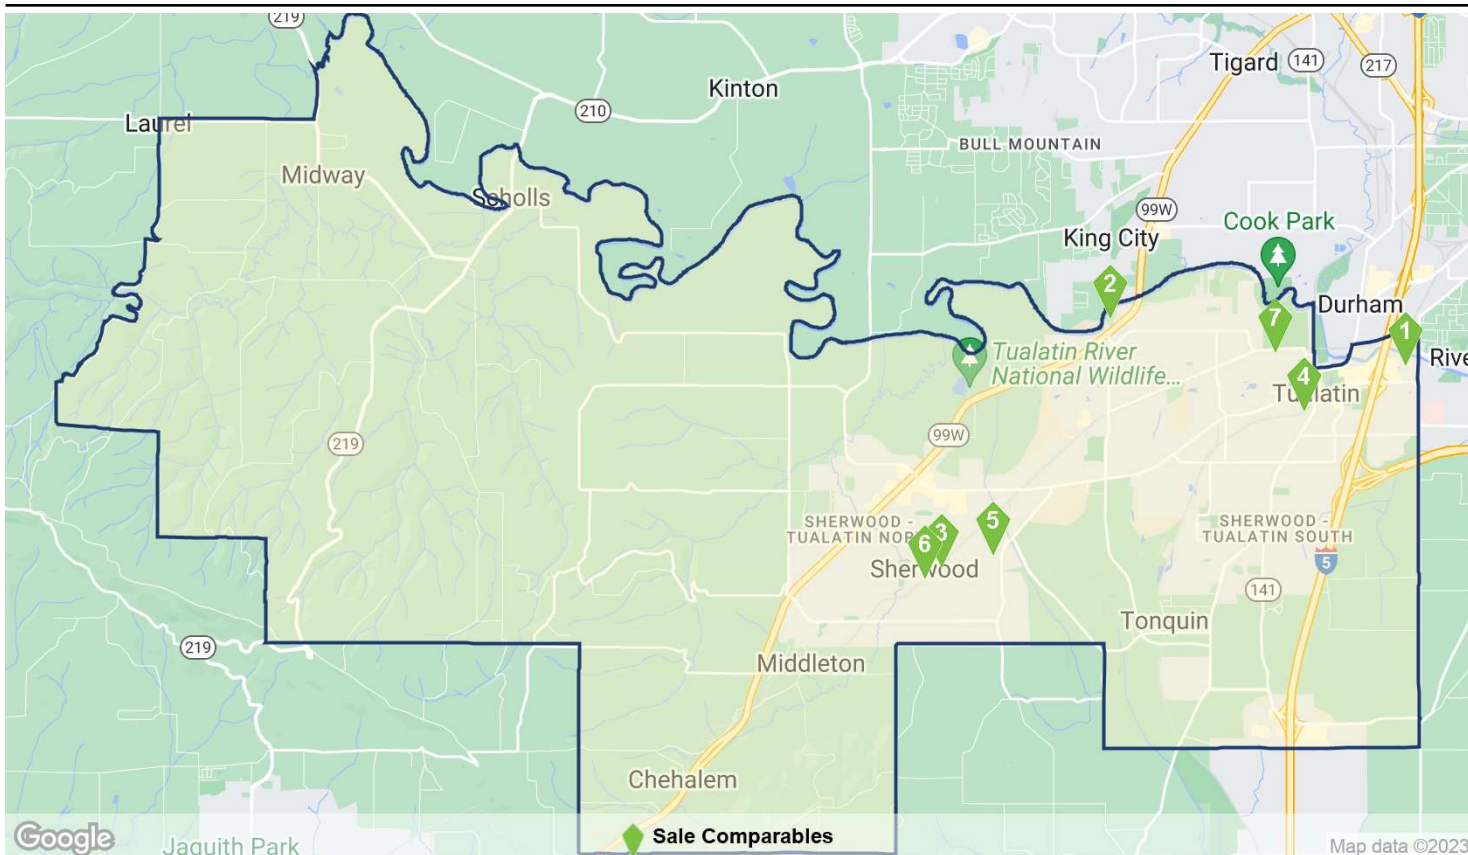 219
Laurel
Midway
Scholls
210
Kinton
Tigard
141
217
BULL MOUNTAIN
99W
King City
Cook Park
Durham
2
7
1
Rive
4
Tualatin
Tualatin River
National Wildlife...
219
99W
SHERWOOD -
TUALATIN NOR
6
3
5
Sherwood
SHERWOOD -
TUALATIN SOUTH
5
141
Tonquin
219
Middleton
Chehalem
Google
Jaquith Park
Sale Comparables
Map data ©2023